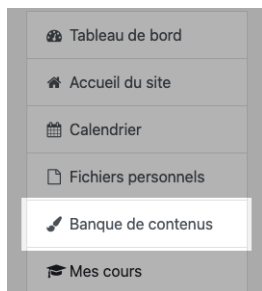 Tableau de bord
Accueil du site
Calendrier
Fichiers personnels
Banque de contenus
Mes cours